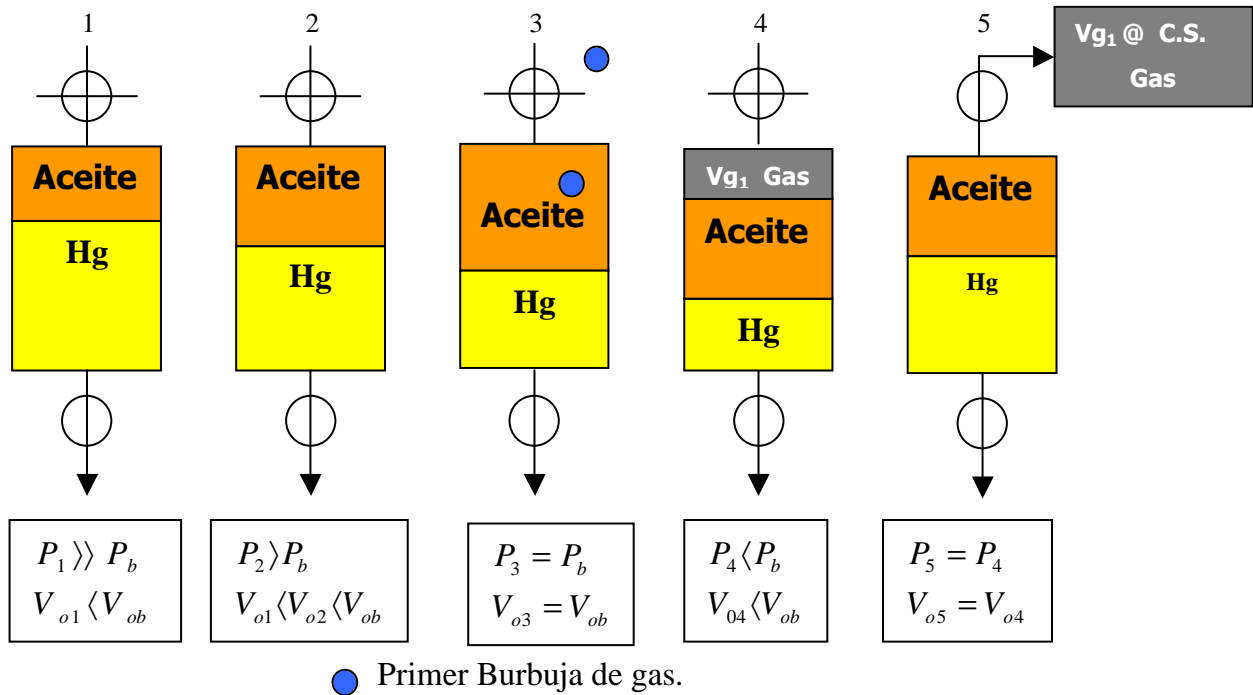 1 2 3 4 5
Vg₁ @ C.S.
Gas
Aceite
Hg
Aceite
Hg
Aceite
Hg
Vg₁ Gas
Aceite
Hg
Aceite
Hg
P₁ ⟩⟩ P_b
V_o1 ⟨ V_ob
P₂ ⟩ P_b
V_o1 ⟨ V_o2 ⟨ V_ob
P₃ = P_b
V_o3 = V_ob
P₄ ⟨ P_b
V_04 ⟨ V_ob
P₅ = P₄
V_o5 = V_o4
Primer Burbuja de gas.